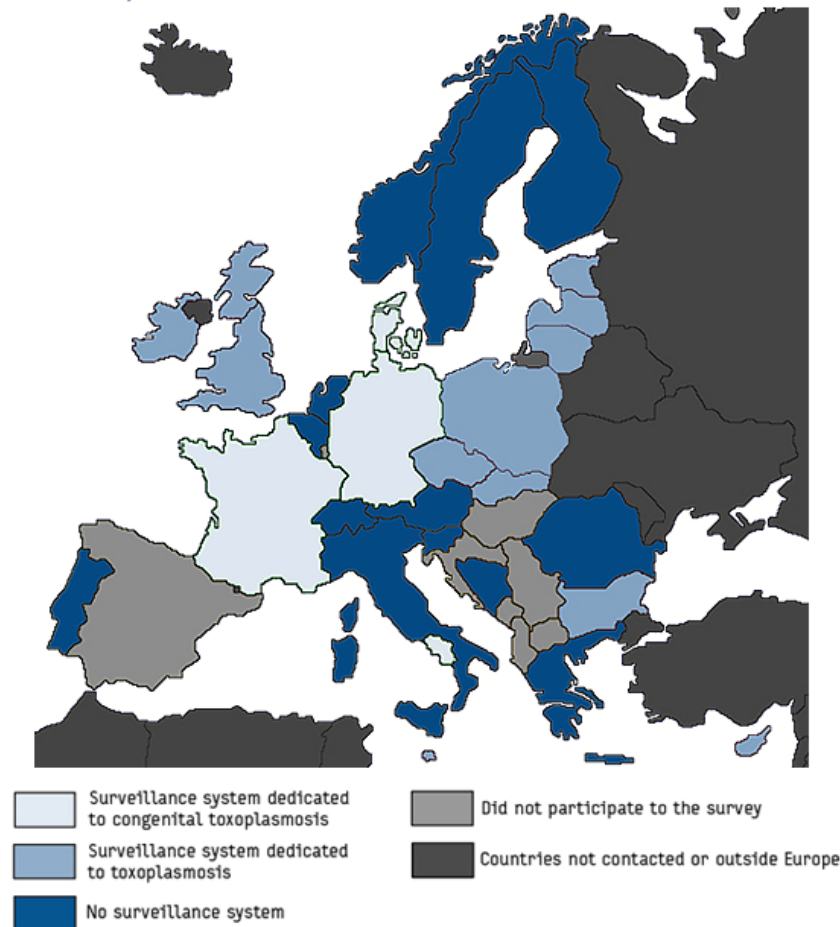 Surveillance system dedicated
to congenital toxoplasmosis
Surveillance system dedicated
to toxoplasmosis
No surveillance system
Did not participate to the survey
Countries not contacted or outside Europe